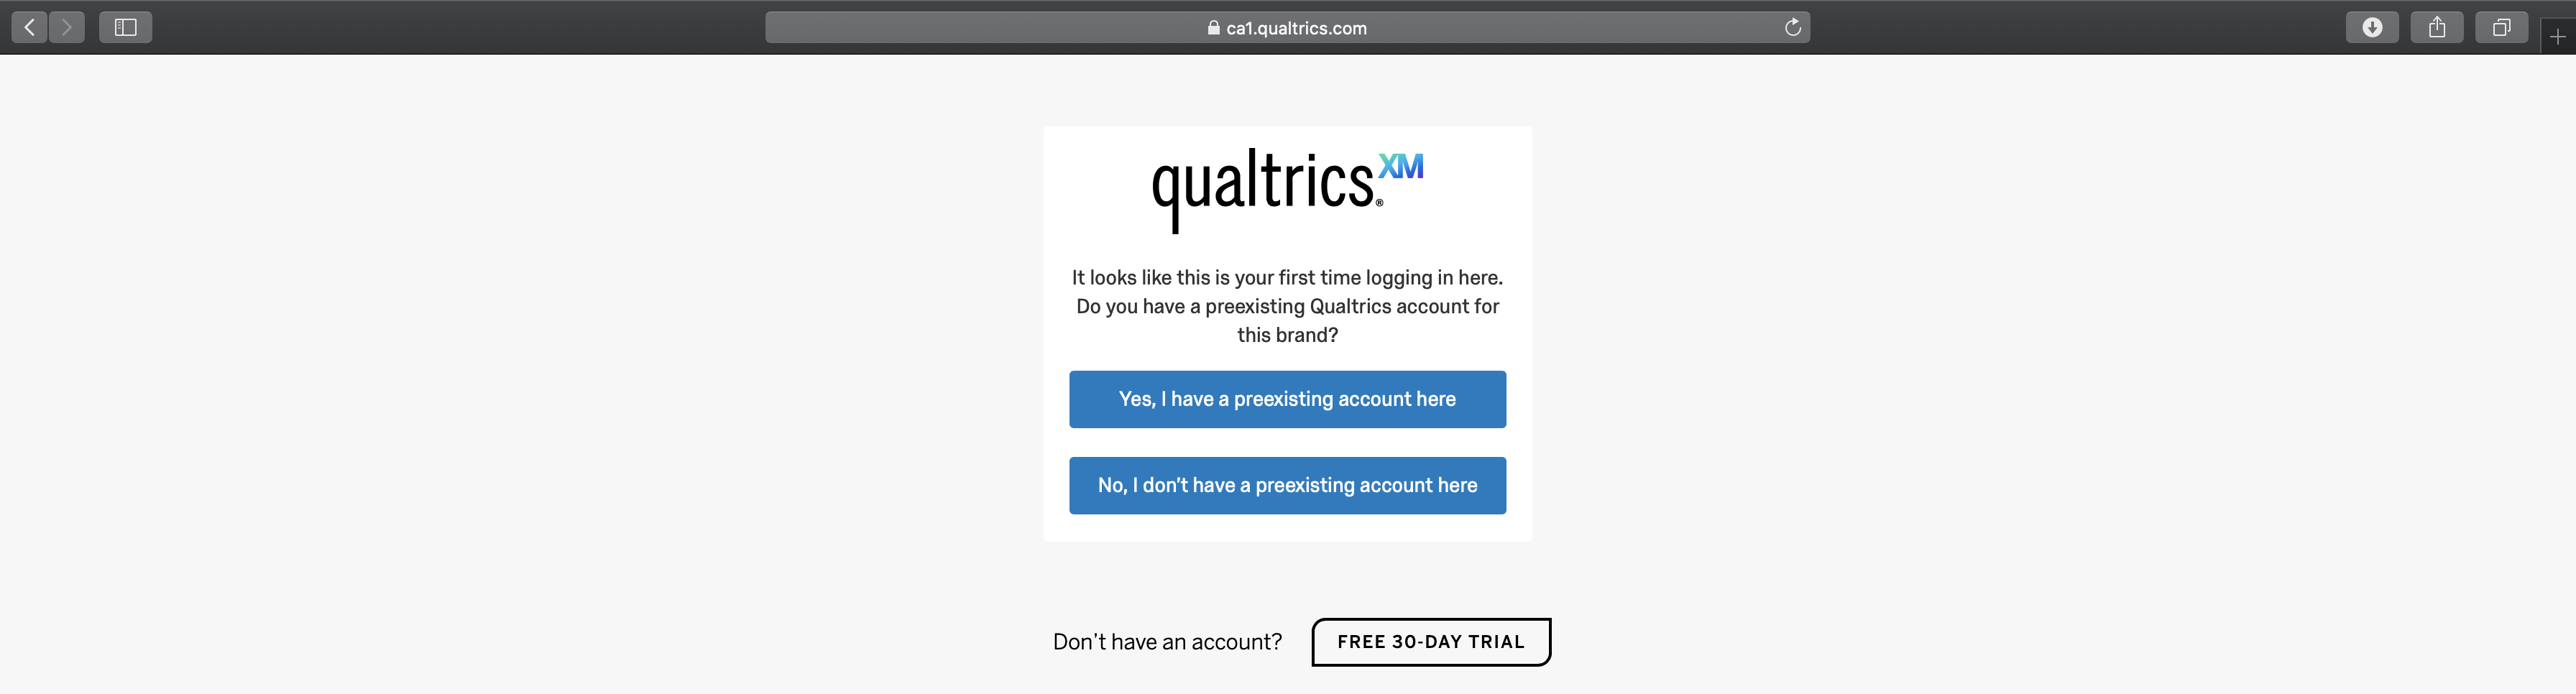 ca1.qualtrics.com
qualtrics.® XM
It looks like this is your first time logging in here.
Do you have a preexisting Qualtrics account for
this brand?
Yes, I have a preexisting account here
No, I don't have a preexisting account here
Don't have an account?
FREE 30-DAY TRIAL